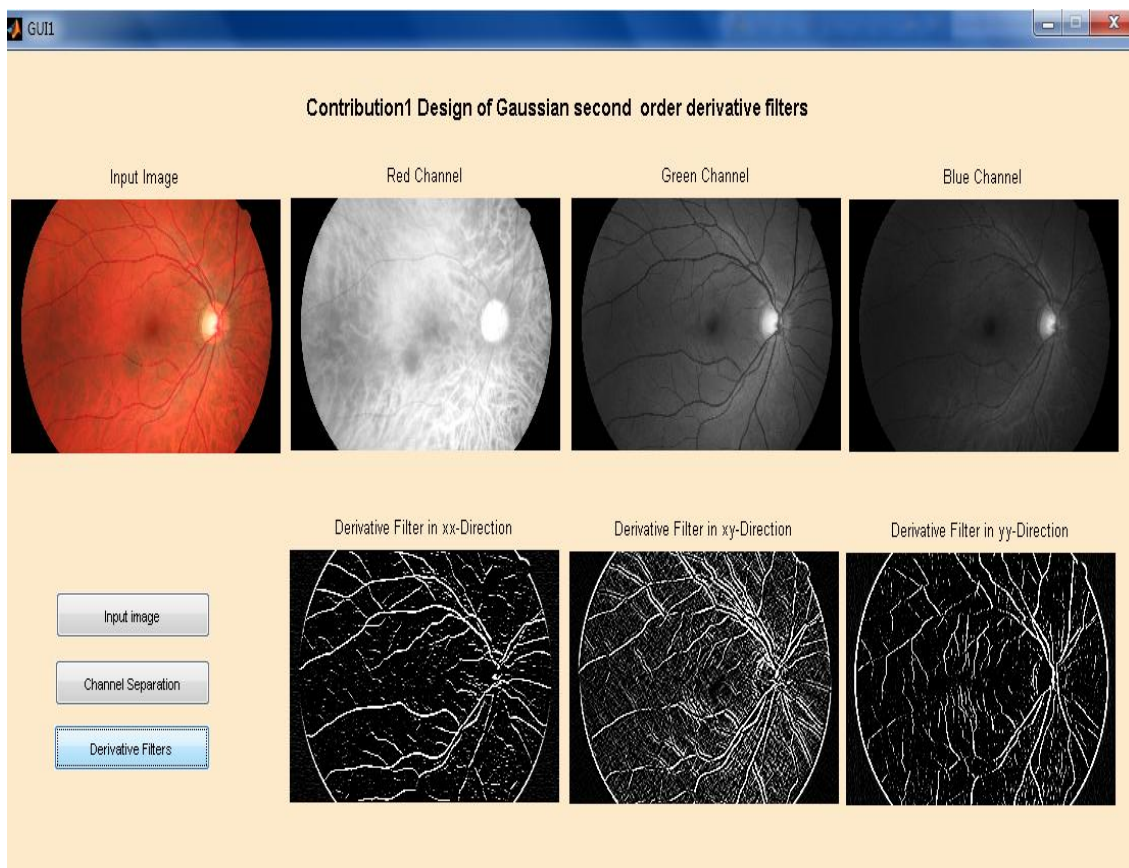 GUI1
Contribution1 Design of Gaussian second order derivative filters
Input Image
Red Channel
Green Channel
Blue Channel
Derivative Filter in xx-Direction
Derivative Filter in xy-Direction
Derivative Filter in yy-Direction
Input image
Channel Separation
Derivative Filters